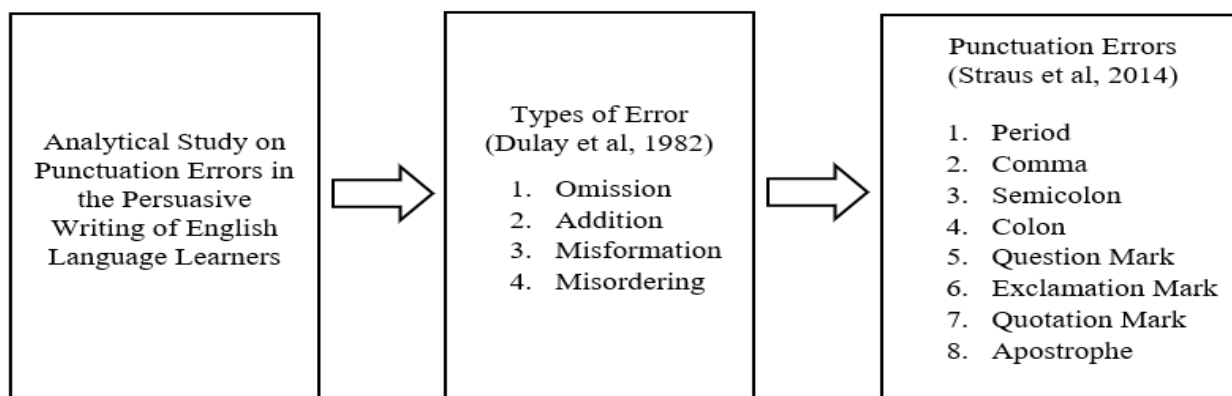 Analytical Study on
Punctuation Errors in
the Persuasive
Writing of English
Language Learners
Types of Error
(Dulay et al, 1982)
1. Omission
2. Addition
3. Misformation
4. Misordering
Punctuation Errors
(Straus et al, 2014)
1. Period
2. Comma
3. Semicolon
4. Colon
5. Question Mark
6. Exclamation Mark
7. Quotation Mark
8. Apostrophe